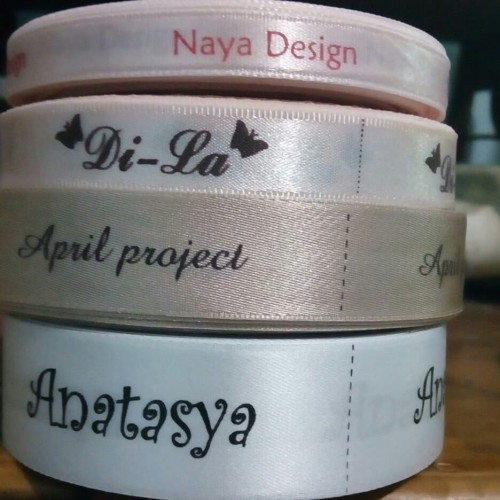 Naya Design
Di-La
April project
Anatasya